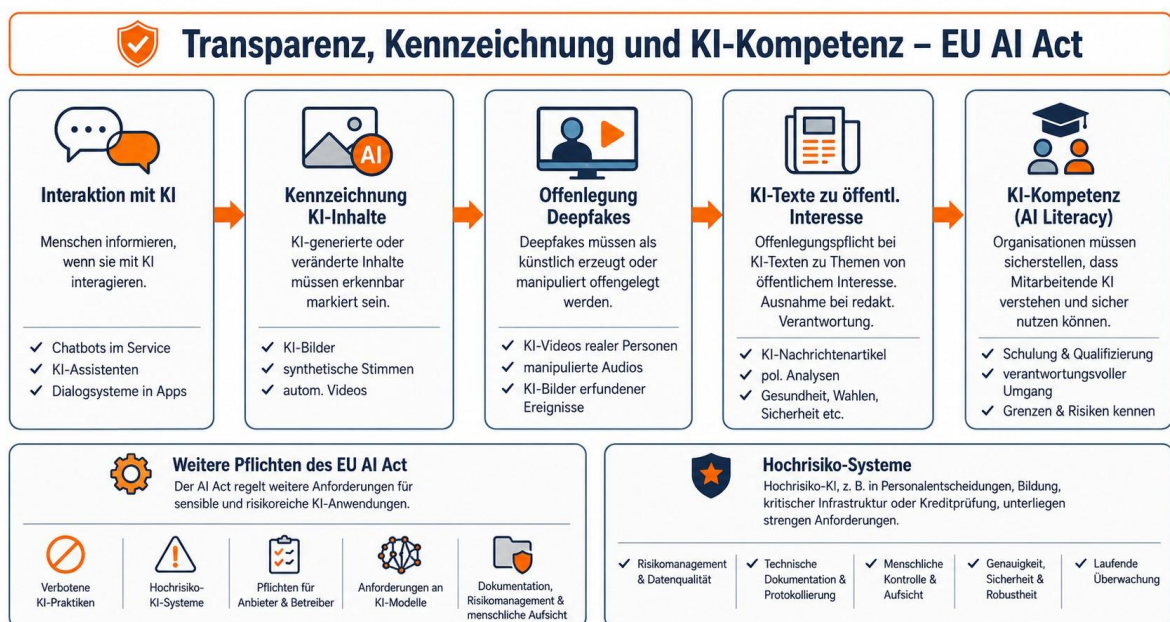 Transparenz, Kennzeichnung und KI-Kompetenz – EU AI Act
AI
Interaktion mit KI
Menschen informieren,
wenn sie mit KI
interagieren.
✓ Chatbots im Service
✓ KI-Assistenten
✓ Dialogsysteme in Apps
Kennzeichnung
KI-Inhalte
KI-generierte oder
veränderte Inhalte
müssen erkennbar
markiert sein.
✓ KI-Bilder
✓ synthetische Stimmen
✓ autom. Videos
Offenlegung
Deepfakes
Deepfakes müssen als
künstlich erzeugt oder
manipuliert offengelegt
werden.
✓ KI-Videos realer Personen
✓ manipulierte Audios
✓ KI-Bilder erfundener
Ereignisse
KI-Texte zu öffentl.
Interesse
Offenlegungspflicht bei
KI-Texten zu Themen von
öffentlichem Interesse.
Ausnahme bei redakt.
Verantwortung.
✓ KI-Nachrichtenartikel
✓ pol. Analysen
✓ Gesundheit, Wahlen,
Sicherheit etc.
KI-Kompetenz
(AI Literacy)
Organisationen müssen
sicherstellen, dass
Mitarbeitende KI
verstehen und sicher
nutzen können.
✓ Schulung & Qualifizierung
✓ verantwortungsvoller
Umgang
✓ Grenzen & Risiken kennen
Weitere Pflichten des EU AI Act
Der AI Act regelt weitere Anforderungen für
sensible und risikoreiche KI-Anwendungen.
Verbotene
KI-Praktiken
Hochrisiko-
KI-Systeme
Pflichten für
Anbieter & Betreiber
Anforderungen an
KI-Modelle
Dokumentation,
Risikomanagement &
menschliche Aufsicht
Hochrisiko-Systeme
Hochrisiko-KI, z. B. in Personalentscheidungen, Bildung,
kritischer Infrastruktur oder Kreditprüfung, unterliegen
strengen Anforderungen.
✓ Risikomanagement
& Datenqualität
✓ Technische
Dokumentation &
Protokollierung
✓ Menschliche
Kontrolle &
Aufsicht
✓ Genauigkeit,
Sicherheit &
Robustheit
✓ Laufende
Überwachung